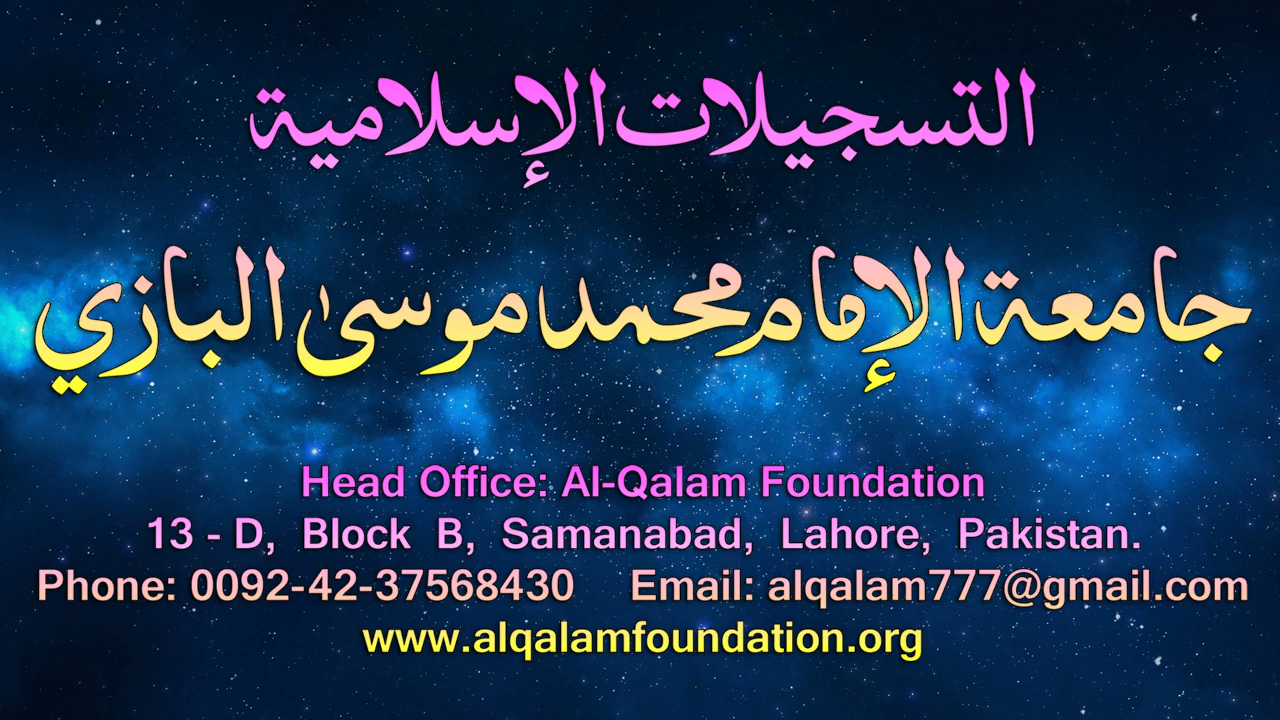 التسجيلات الإسلامية
جامعة الإمام محمد موسىٰ البازي
Head Office: Al-Qalam Foundation
13 - D, Block B, Samanabad, Lahore, Pakistan.
Phone: 0092-42-37568430 Email: alqalam777@gmail.com
www.alqalamfoundation.org